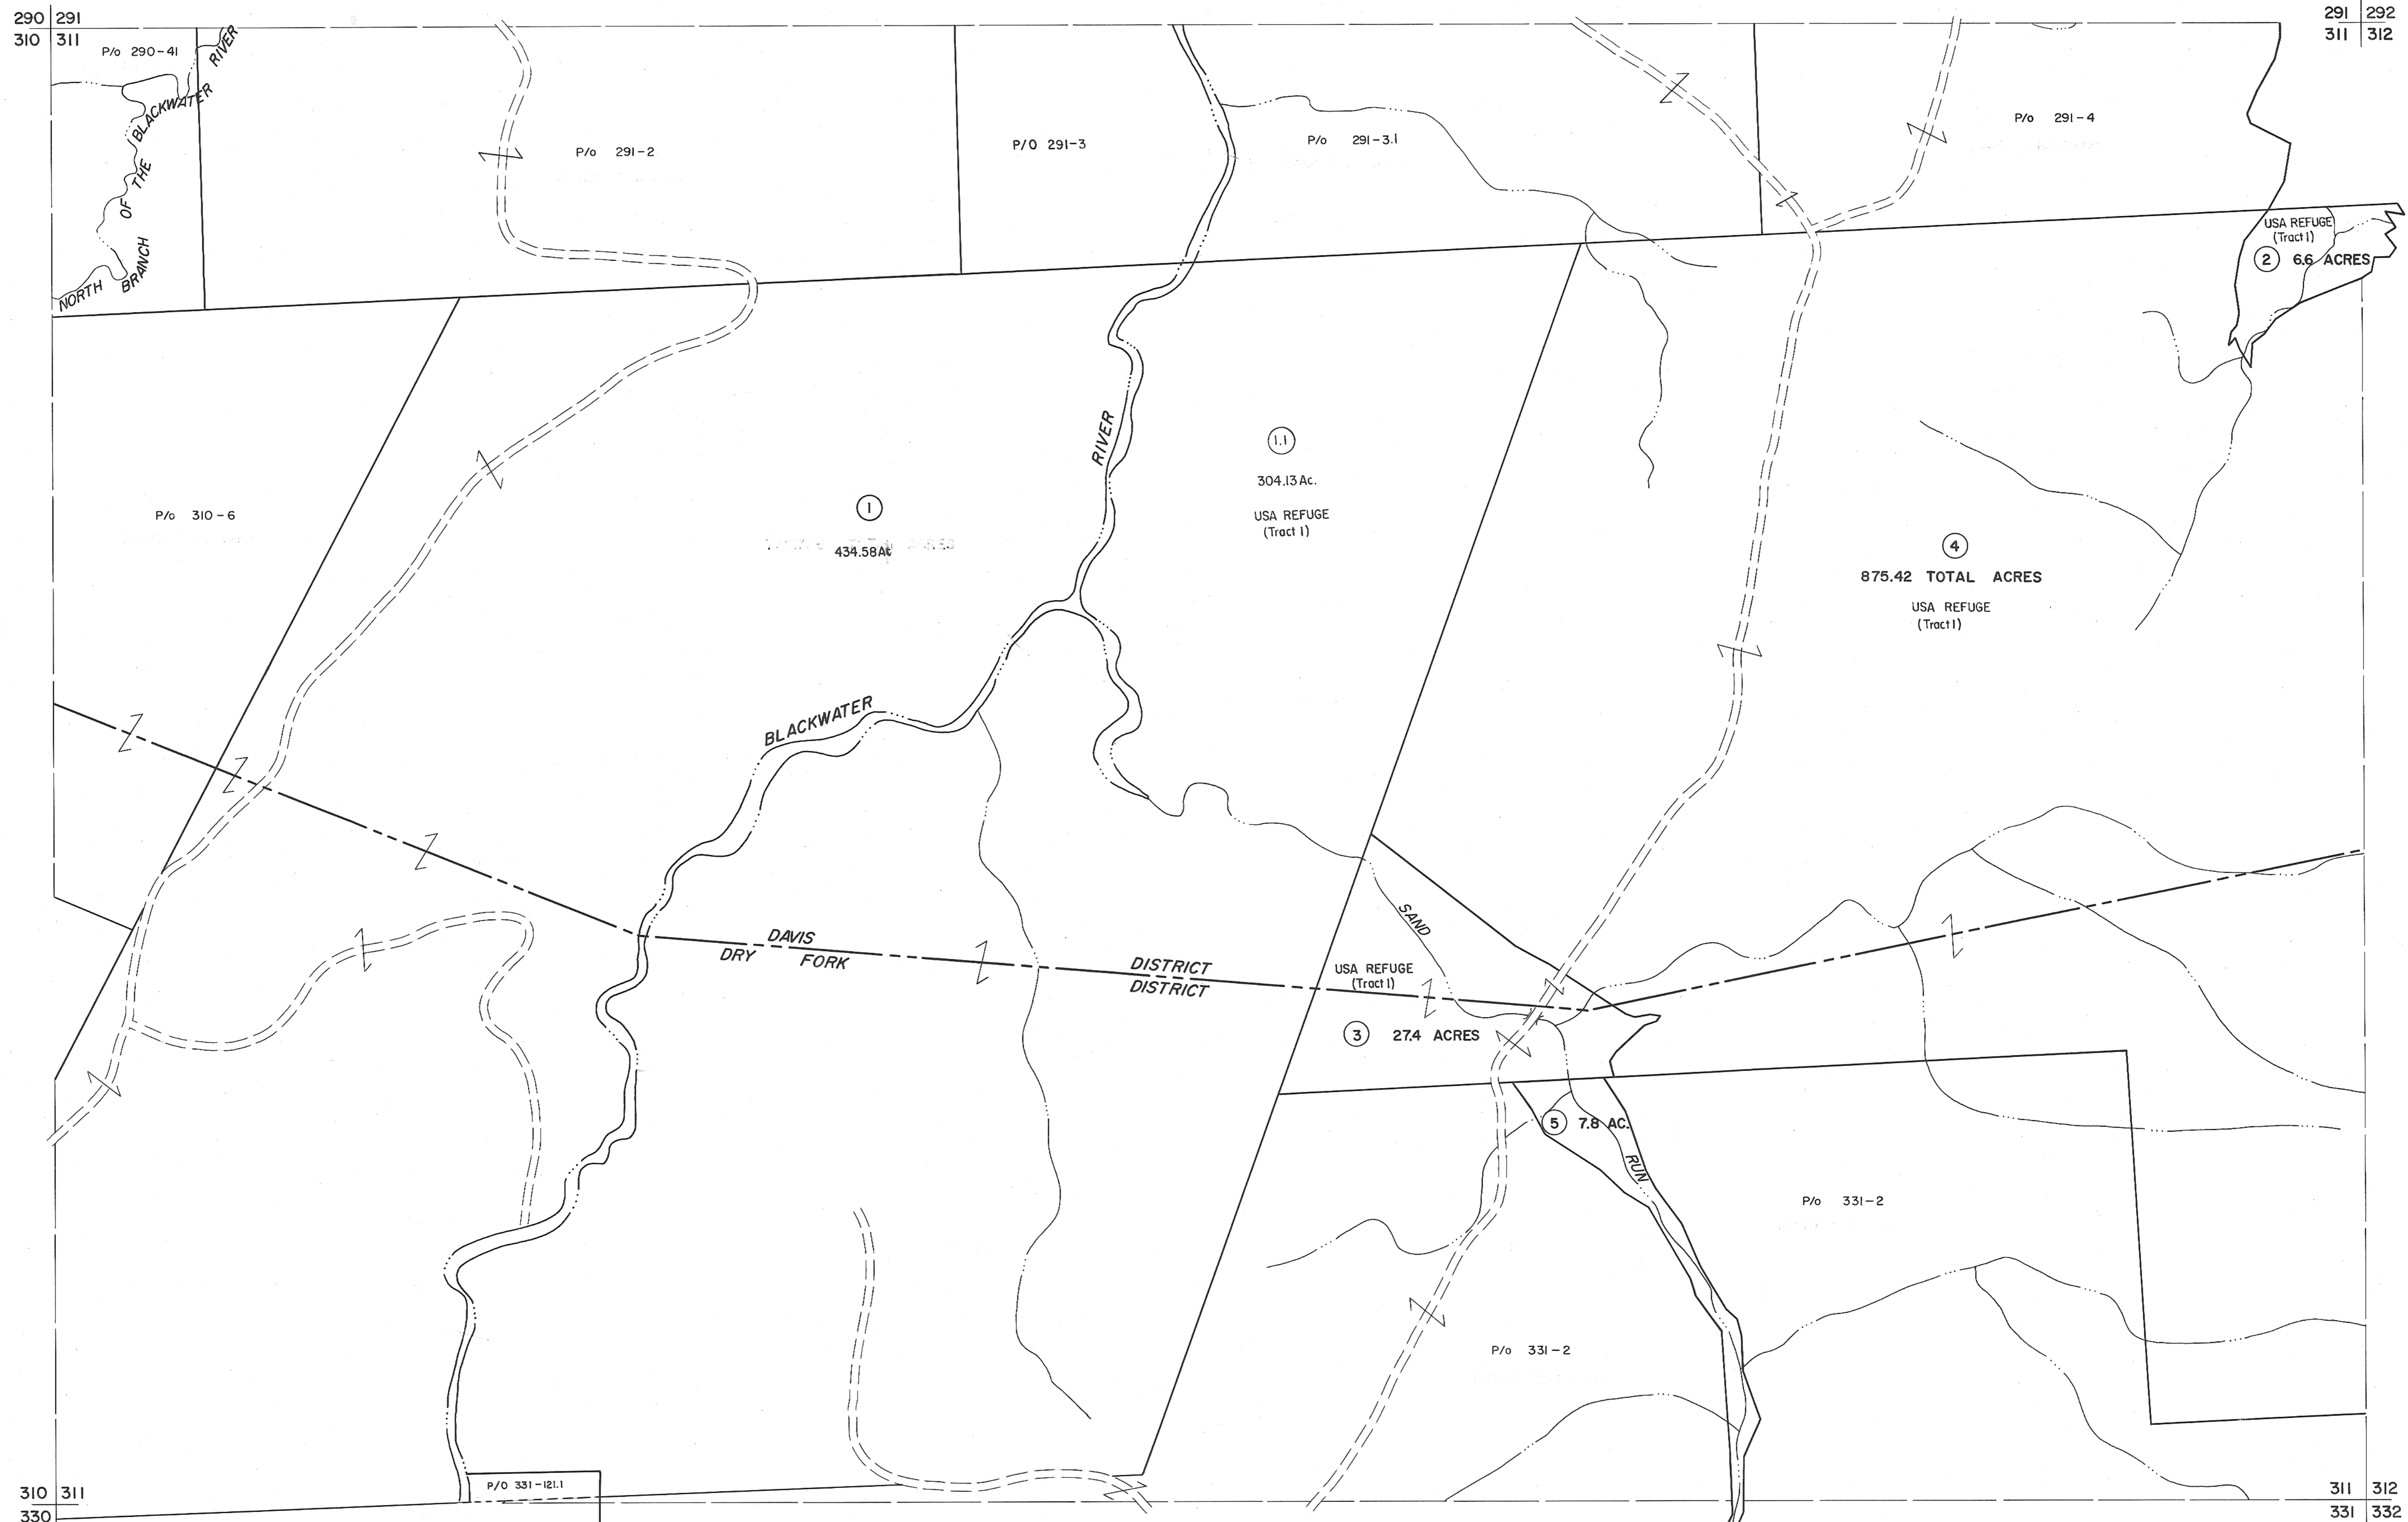 290 291
310 311
291 292
311 312
P/o 290-41
RIVER
BLACKWATER
THE
OF
BRANCH
NORTH
P/o 291-2
P/O 291-3
P/o 291-3.1
P/o 291-4
USA REFUGE
(Tract 1)
2 6.6 ACRES
P/o 310-6
1
434.58 Ac
RIVER
1.1
304.13 Ac.
USA REFUGE
(Tract 1)
4
875.42 TOTAL ACRES
USA REFUGE
(Tract 1)
BLACKWATER
SAND
DAVIS
DRY FORK
DISTRICT
DISTRICT
USA REFUGE
(Tract 1)
3 27.4 ACRES
5 7.8 AC.
RUN
P/o 331-2
P/o 331-2
P/O 331-121.1
310 311
330
311 312
331 332